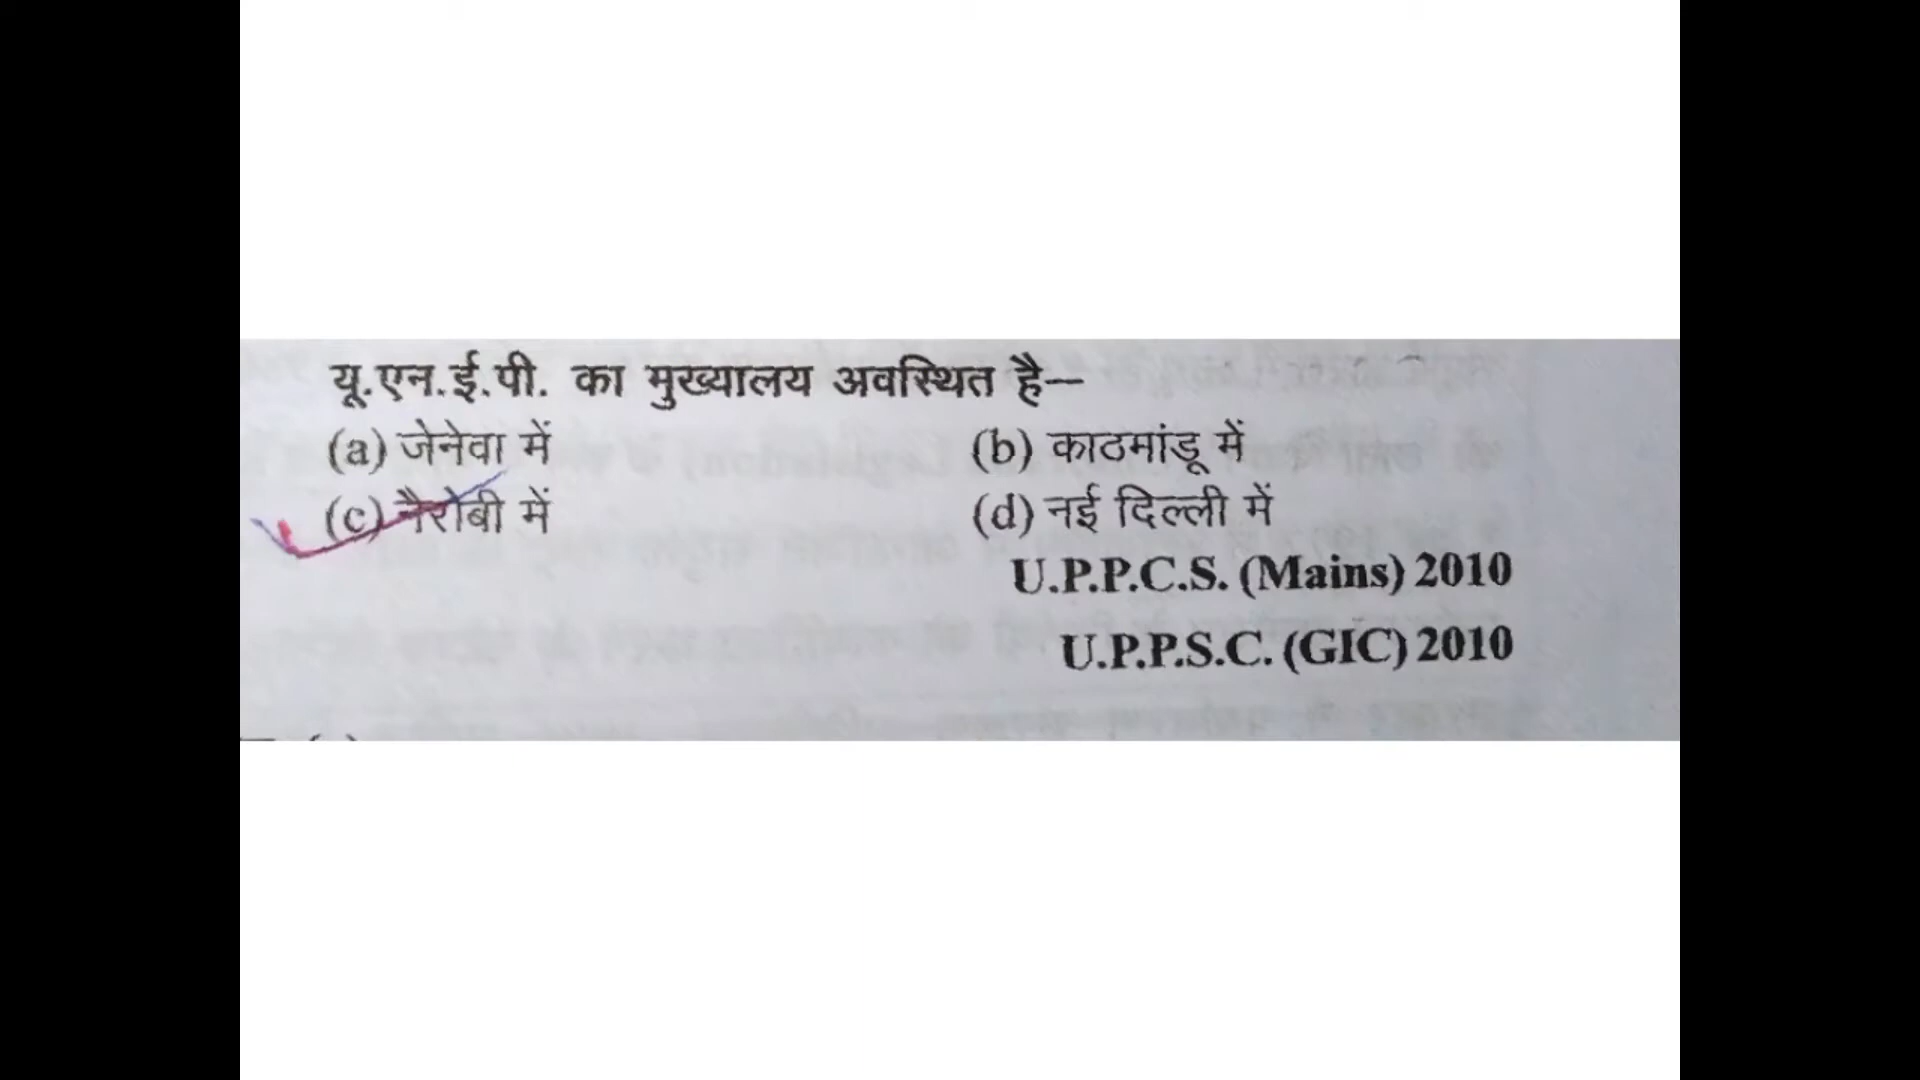 यू.एन.ई.पी. का मुख्यालय अवस्थित है—
(a) जेनेवा में (b) काठमांडू में
(c) नैरोबी में (d) नई दिल्ली में
U.P.P.C.S. (Mains) 2010
U.P.P.S.C. (GIC) 2010